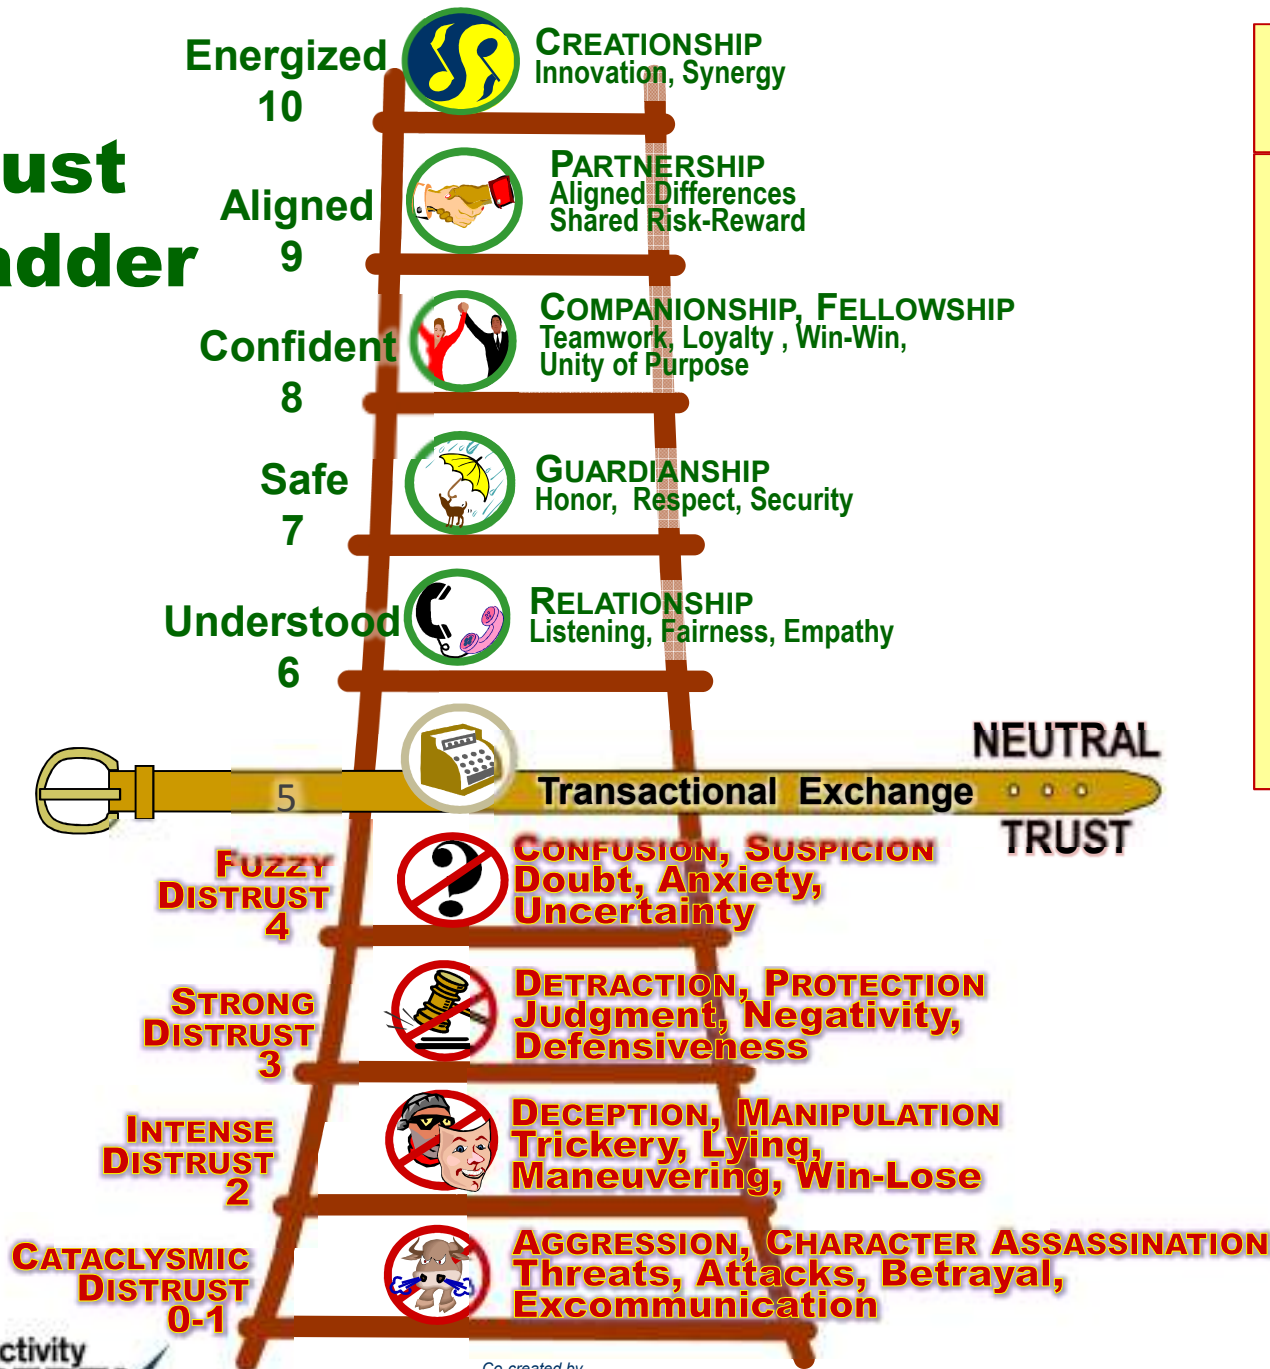 ust
adder
Energized
10
CREATIONSHIP
Innovation, Synergy
Aligned
9
PARTNERSHIP
Aligned Differences
Shared Risk-Reward
Confident
8
COMPANIONSHIP, FELLOWSHIP
Teamwork, Loyalty , Win-Win,
Unity of Purpose
Safe
7
GUARDIANSHIP
Honor, Respect, Security
Understood
6
RELATIONSHIP
Listening, Fairness, Empathy
5
Transactional Exchange
NEUTRAL
TRUST
FUZZY
DISTRUST
4
CONFUSION, SUSPICION
Doubt, Anxiety,
Uncertainty
STRONG
DISTRUST
3
DETRACTION, PROTECTION
Judgment, Negativity,
Defensiveness
INTENSE
DISTRUST
2
DECEPTION, MANIPULATION
Trickery, Lying,
Maneuvering, Win-Lose
CATACLYSMIC
DISTRUST
0-1
AGGRESSION, CHARACTER ASSASSINATION
Threats, Attacks, Betrayal,
Excommunication
ctivity
Co-created by